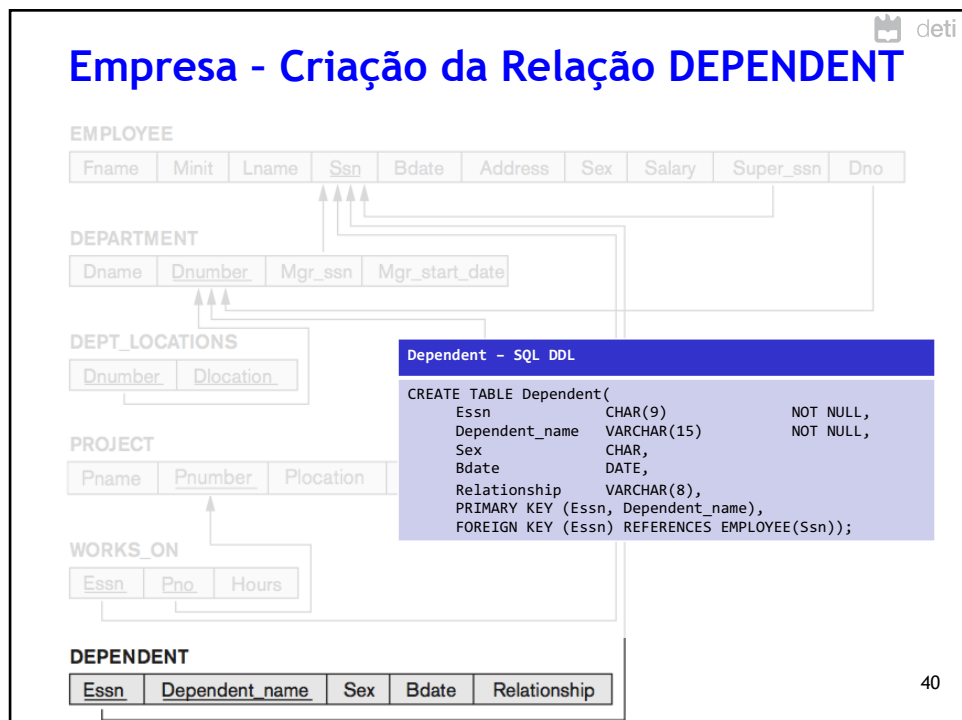 deti
Empresa – Criação da Relação DEPENDENT
EMPLOYEE
Fname Minit Lname Ssn Bdate Address Sex Salary Super_ssn Dno
DEPARTMENT
Dname Dnumber Mgr_ssn Mgr_start_date
DEPT_LOCATIONS
Dnumber Dlocation
PROJECT
Pname Pnumber Plocation
WORKS_ON
Essn Pno Hours
Dependent – SQL DDL
CREATE TABLE Dependent(
Essn CHAR(9) NOT NULL,
Dependent_name VARCHAR(15) NOT NULL,
Sex CHAR,
Bdate DATE,
Relationship VARCHAR(8),
PRIMARY KEY (Essn, Dependent_name),
FOREIGN KEY (Essn) REFERENCES EMPLOYEE(Ssn));
DEPENDENT
Essn Dependent_name Sex Bdate Relationship
40